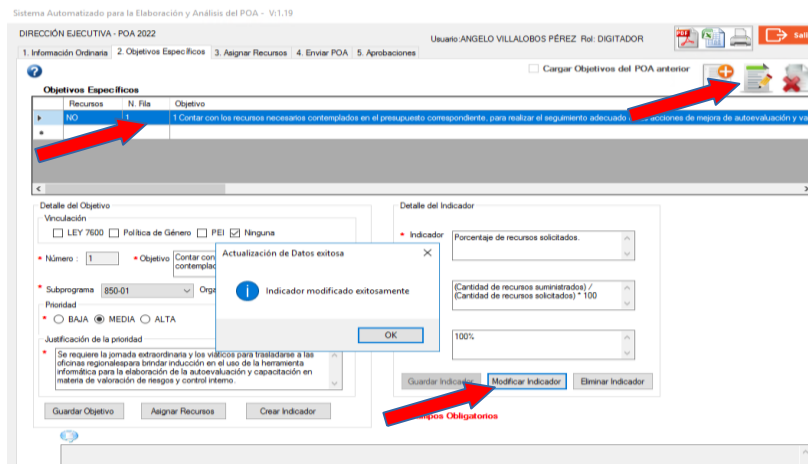 Sistema Automatizado para la Elaboración y Análisis del POA - V:1.19
DIRECCIÓN EJECUTIVA - POA 2022
Usuario:ANGELO VILLALOBOS PÉREZ Rol: DIGITADOR
PDF
Sali
1. Información Ordinaria 2. Objetivos Específicos 3. Asignar Recursos 4. Enviar POA 5. Aprobaciones
Cargar Objetivos del POA anterior
Objetivos Específicos
Recursos N. Fila Objetivo
NO 1 1 Contar con los recursos necesarios contemplados en el presupuesto correspondiente, para realizar el seguimiento adecuado acciones de mejora de autoevaluación y va
Detalle del Objetivo
Vinculación
LEY 7600 Política de Género PEI Ninguna
* Número : 1 * Objetivo Contar con
contemplad
* Subprograma 850-01 Orga
Prioridad
* BAJA MEDIA ALTA
Justificación de la prioridad
* Se requiere la jornada extraordinaria y los viáticos para trasladarse a las
oficinas regionalespara brindar inducción en el uso de la herramienta
informática para la elaboración de la autoevaluación y capacitación en
materia de valoración de riesgos y control interno.
Guardar Objetivo Asignar Recursos Crear Indicador
Actualización de Datos exitosa
Indicador modificado exitosamente
OK
Detalle del Indicador
* Indicador Porcentaje de recursos solicitados.
(Cantidad de recursos suministrados) /
(Cantidad de recursos solicitados) * 100
100%
Guardar Indicador Modificar Indicador Eliminar Indicador
mpos Obligatorios